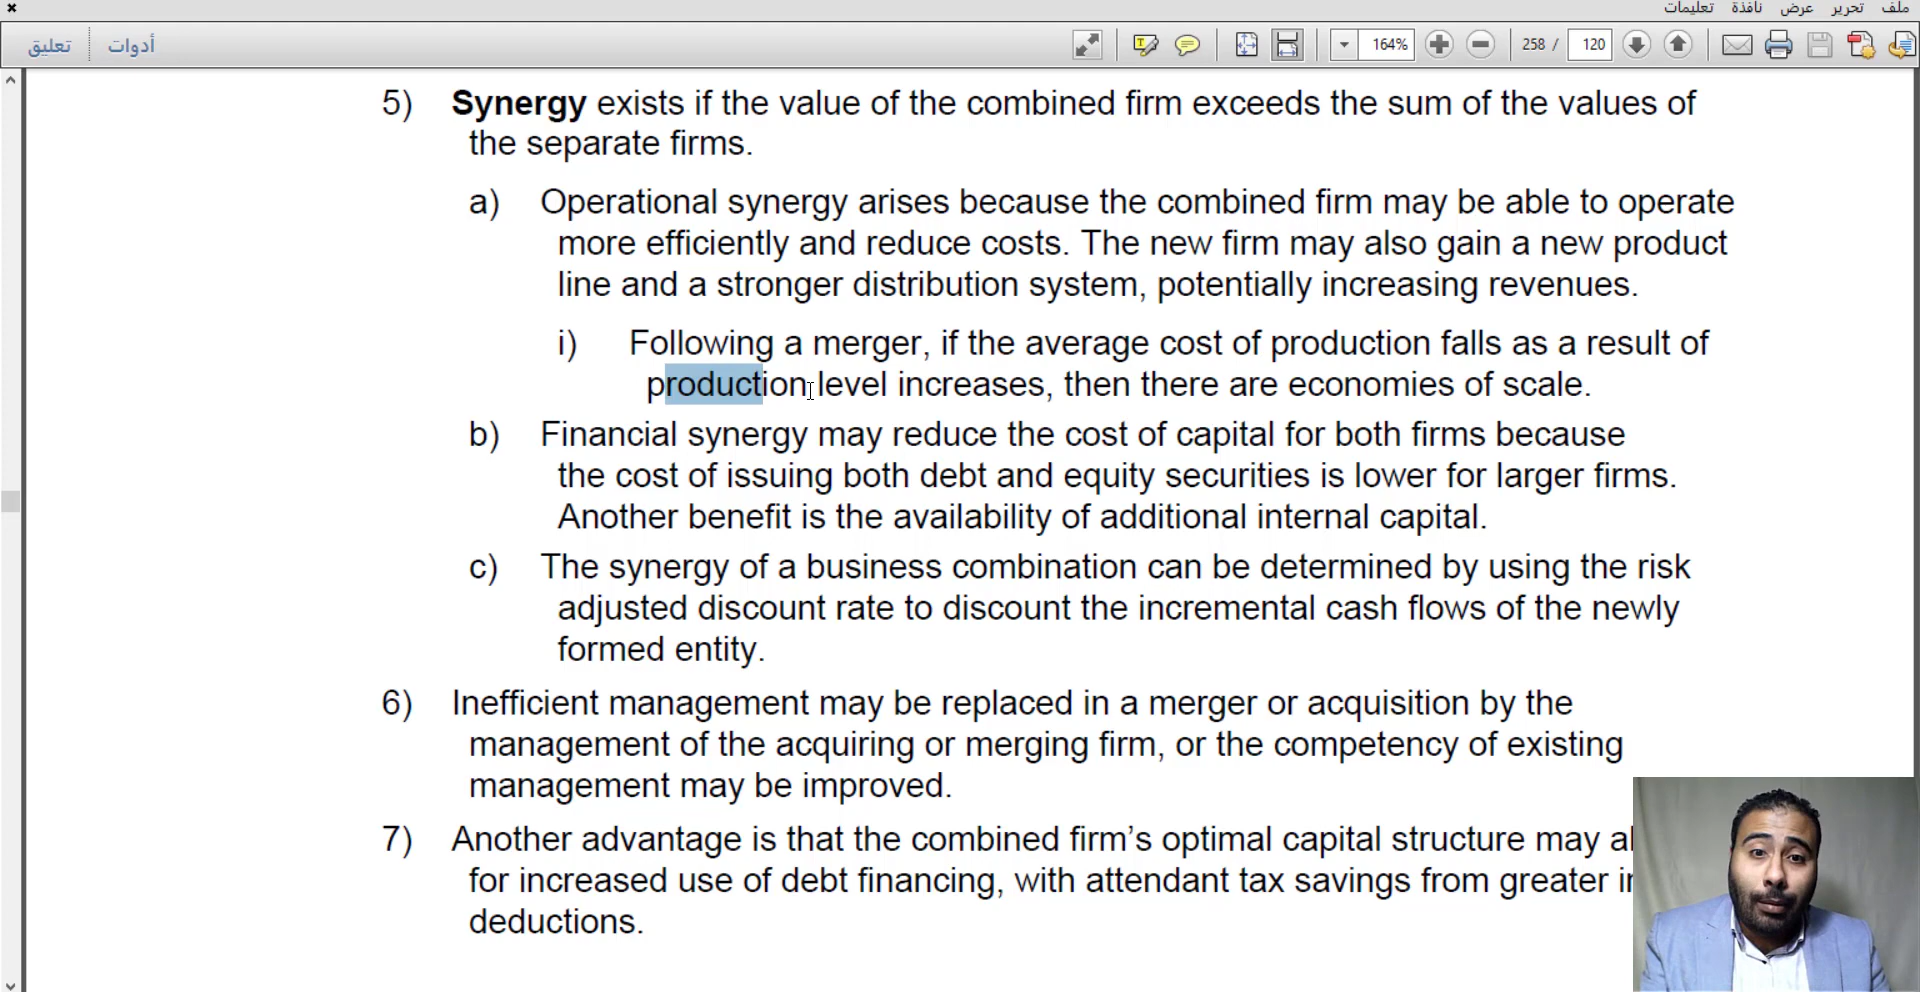 ملف تحرير عرض نافذة تعليمات
أدوات تعليق
164% 258 / 120
5) Synergy exists if the value of the combined firm exceeds the sum of the values of
the separate firms.
a) Operational synergy arises because the combined firm may be able to operate
more efficiently and reduce costs. The new firm may also gain a new product
line and a stronger distribution system, potentially increasing revenues.
i) Following a merger, if the average cost of production falls as a result of
production level increases, then there are economies of scale.
b) Financial synergy may reduce the cost of capital for both firms because
the cost of issuing both debt and equity securities is lower for larger firms.
Another benefit is the availability of additional internal capital.
c) The synergy of a business combination can be determined by using the risk
adjusted discount rate to discount the incremental cash flows of the newly
formed entity.
6) Inefficient management may be replaced in a merger or acquisition by the
management of the acquiring or merging firm, or the competency of existing
management may be improved.
7) Another advantage is that the combined firm’s optimal capital structure may
for increased use of debt financing, with attendant tax savings from greater
deductions.